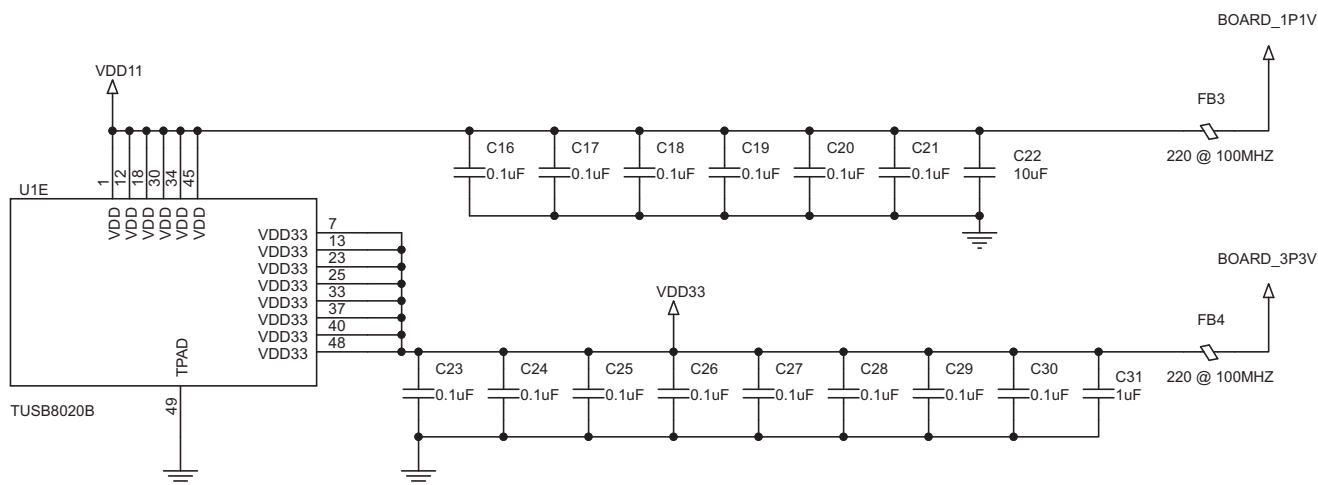 BOARD_1P1V
VDD11
FB3
220 @ 100MHZ
C16
0.1uF
C17
0.1uF
C18
0.1uF
C19
0.1uF
C20
0.1uF
C21
0.1uF
C22
10uF
1
12
18
30
34
45
U1E
VDD
VDD
VDD
VDD
VDD
VDD
VDD33 7
VDD33 13
VDD33 23
VDD33 25
VDD33 33
VDD33 37
VDD33 40
VDD33 48
TPAD
49
TUSB8020B
BOARD_3P3V
VDD33
FB4
220 @ 100MHZ
C23
0.1uF
C24
0.1uF
C25
0.1uF
C26
0.1uF
C27
0.1uF
C28
0.1uF
C29
0.1uF
C30
0.1uF
C31
1uF